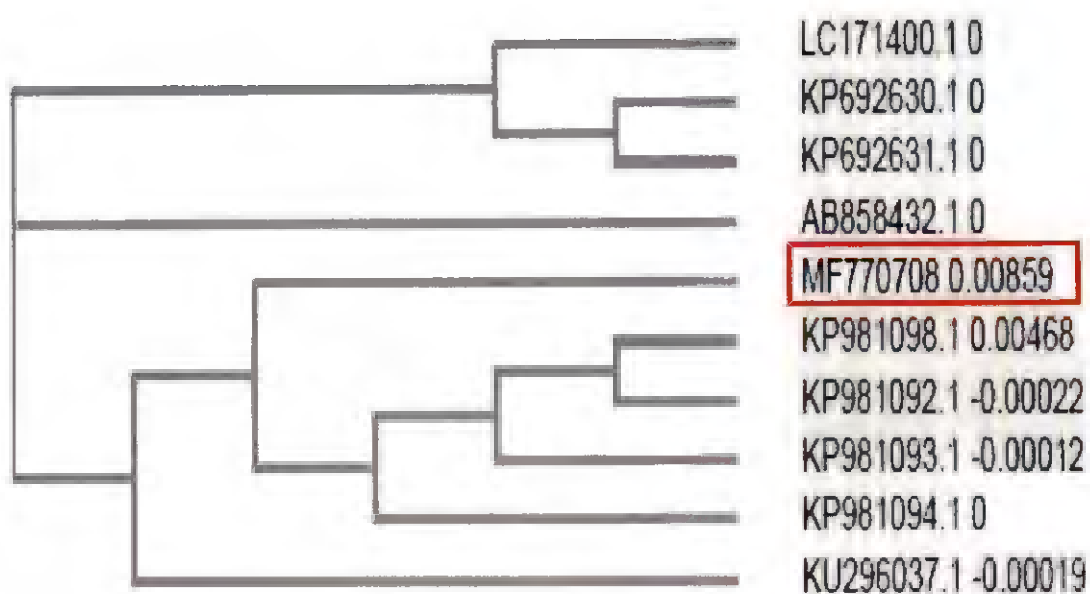 LC171400.1 0
KP692630.1 0
KP692631.1 0
AB858432.1 0
MF770708 0.00859
KP981098.1 0.00468
KP981092.1 -0.00022
KP981093.1 -0.00012
KP981094.1 0
KU296037.1 -0.00019